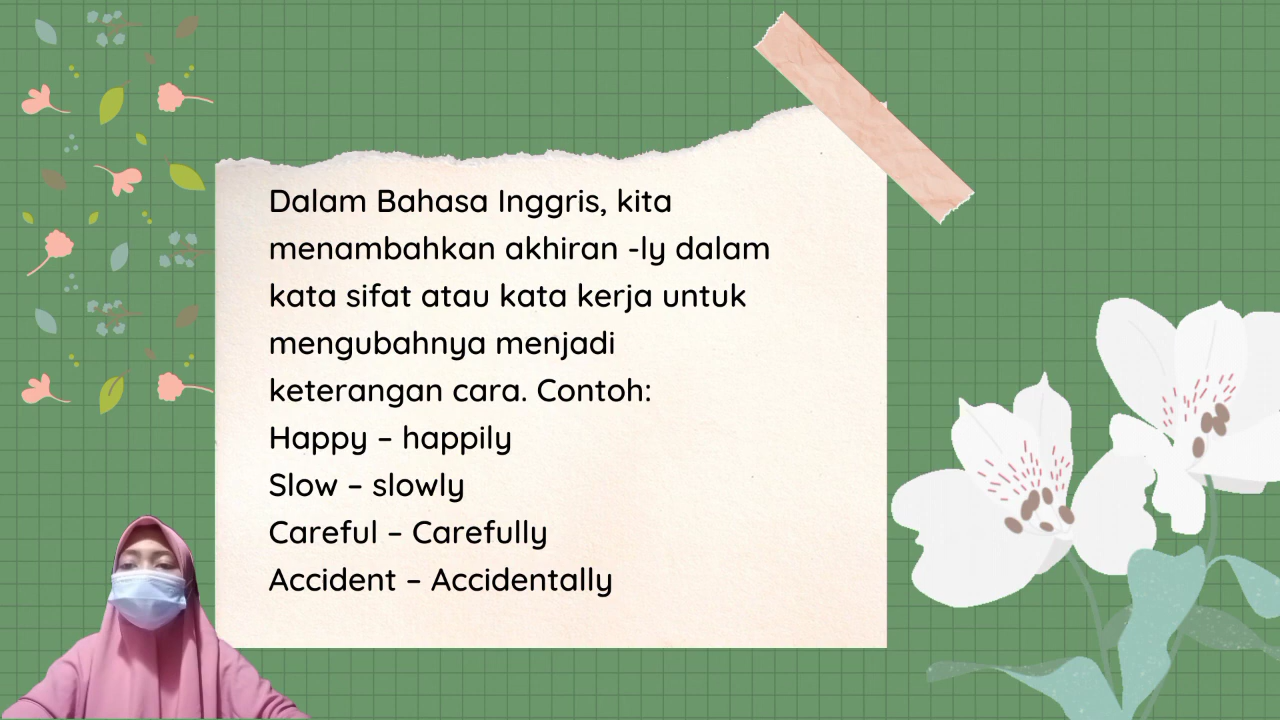 Dalam Bahasa Inggris, kita
menambahkan akhiran -ly dalam
kata sifat atau kata kerja untuk
mengubahnya menjadi
keterangan cara. Contoh:
Happy – happily
Slow – slowly
Careful – Carefully
Accident – Accidentally